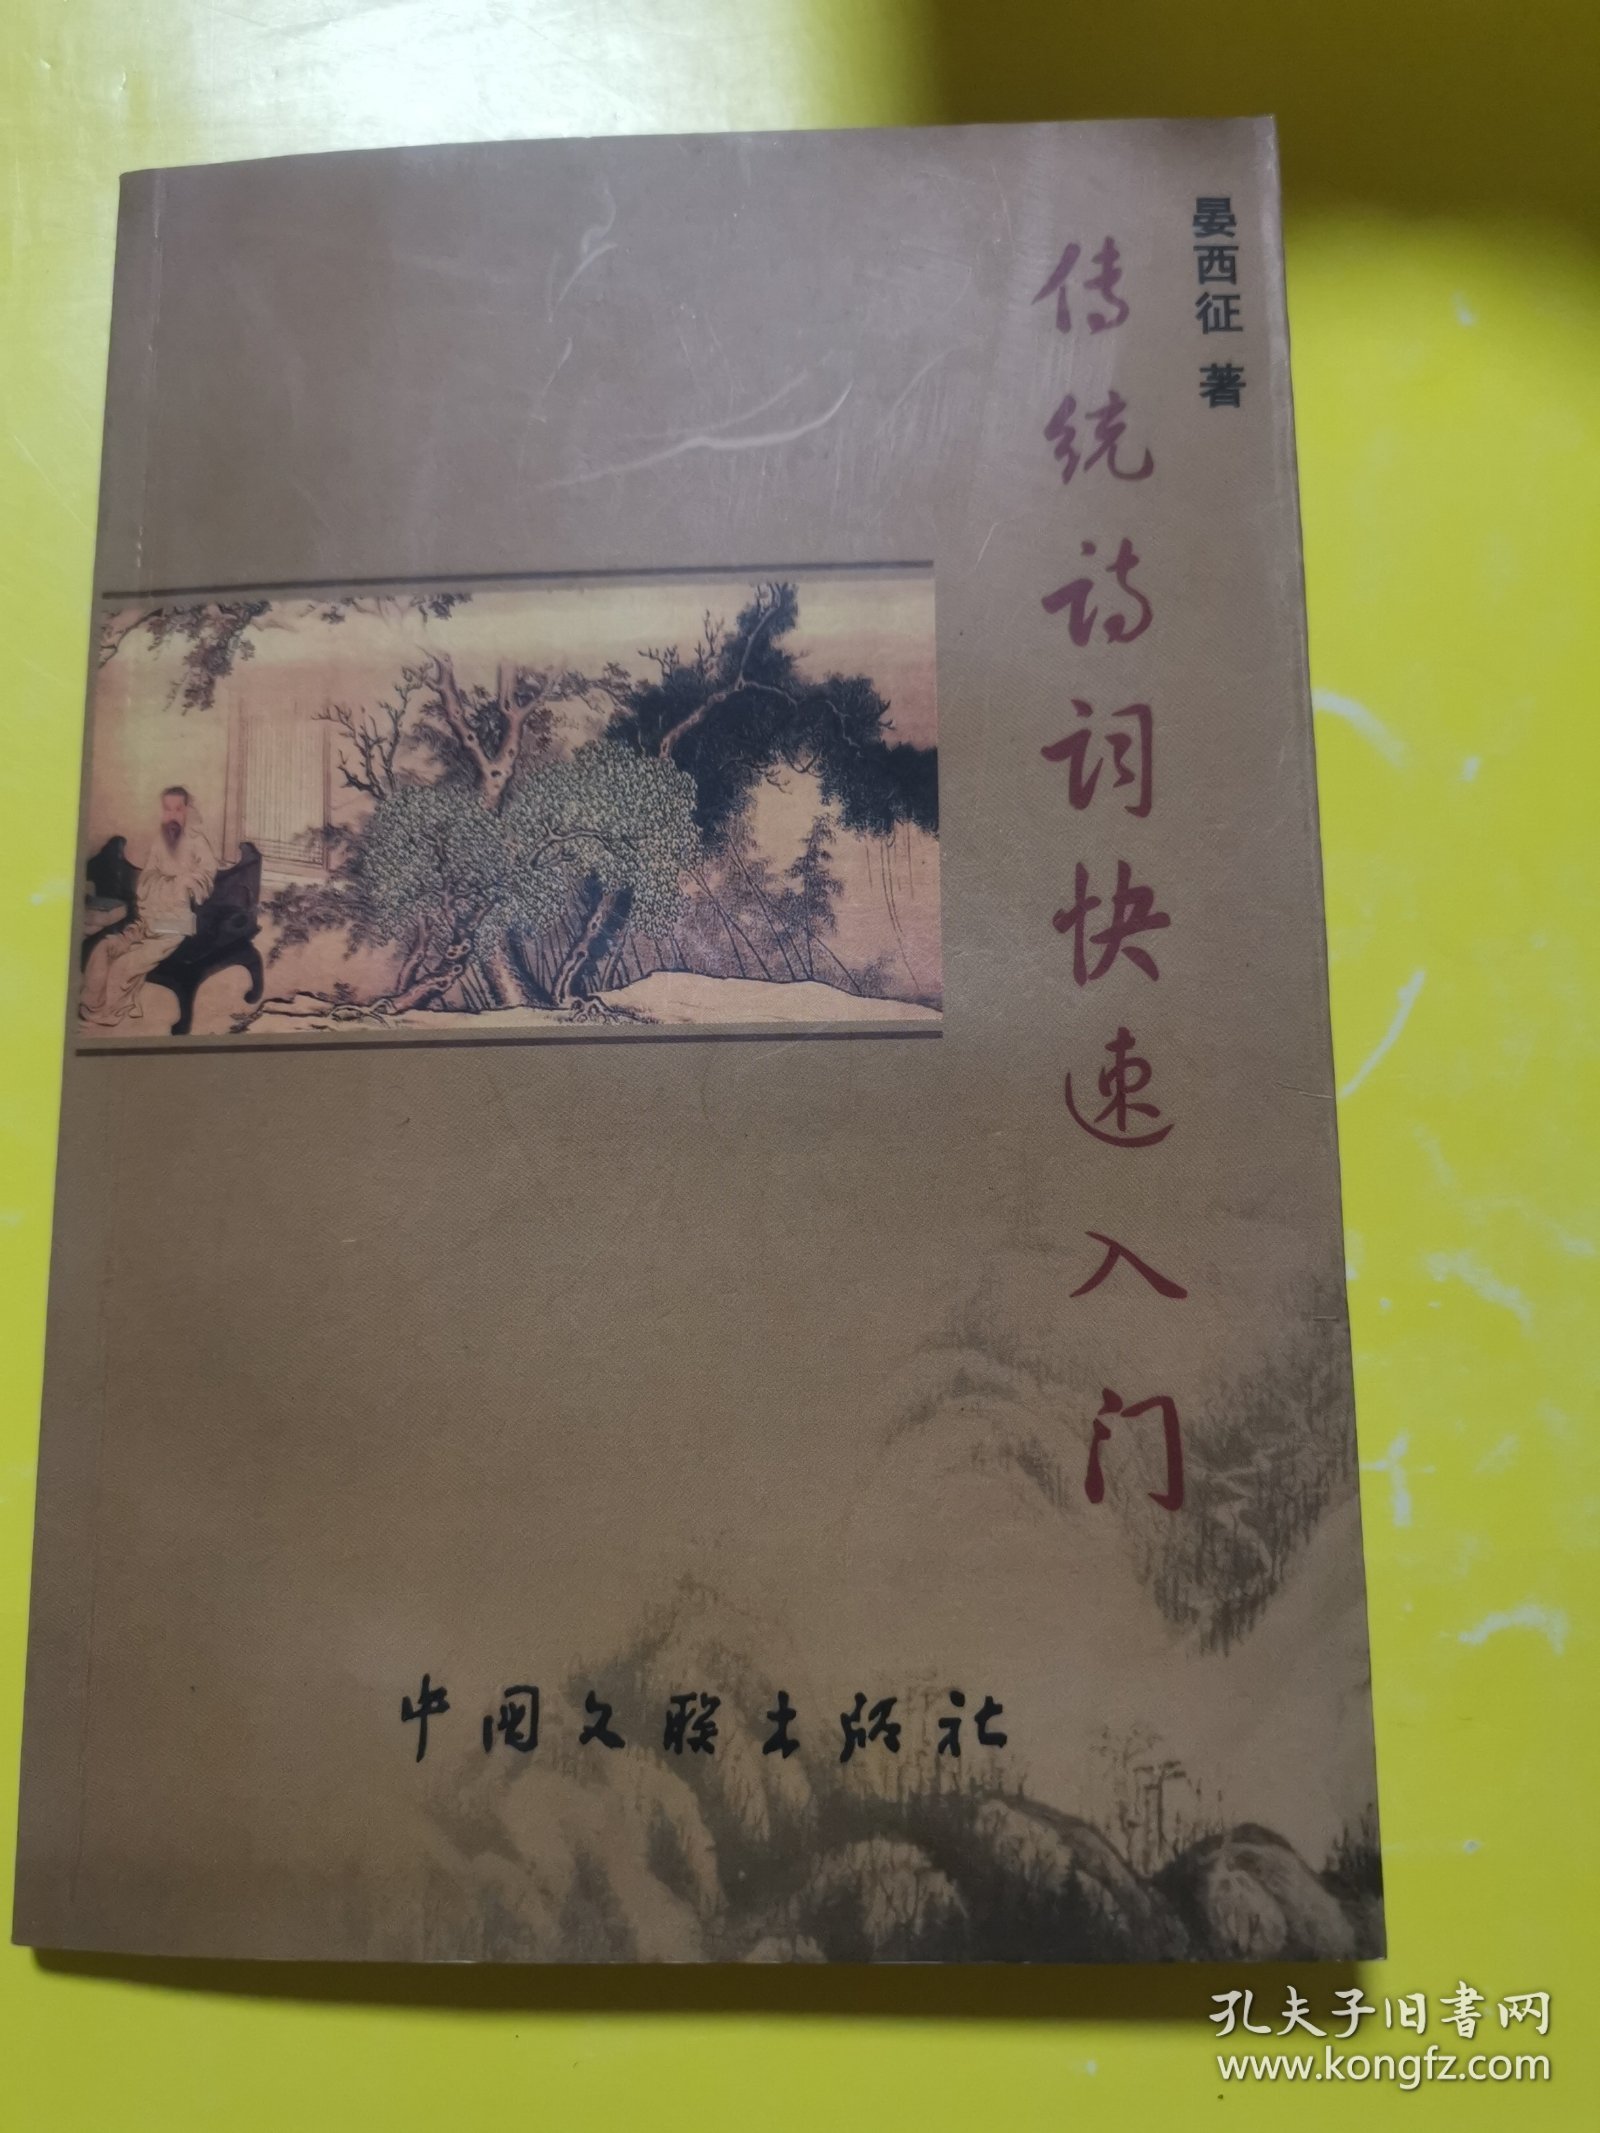 晏西征 著
传统诗词快速入门
中国文联出版社
孔夫子旧书网
www.kongfz.com